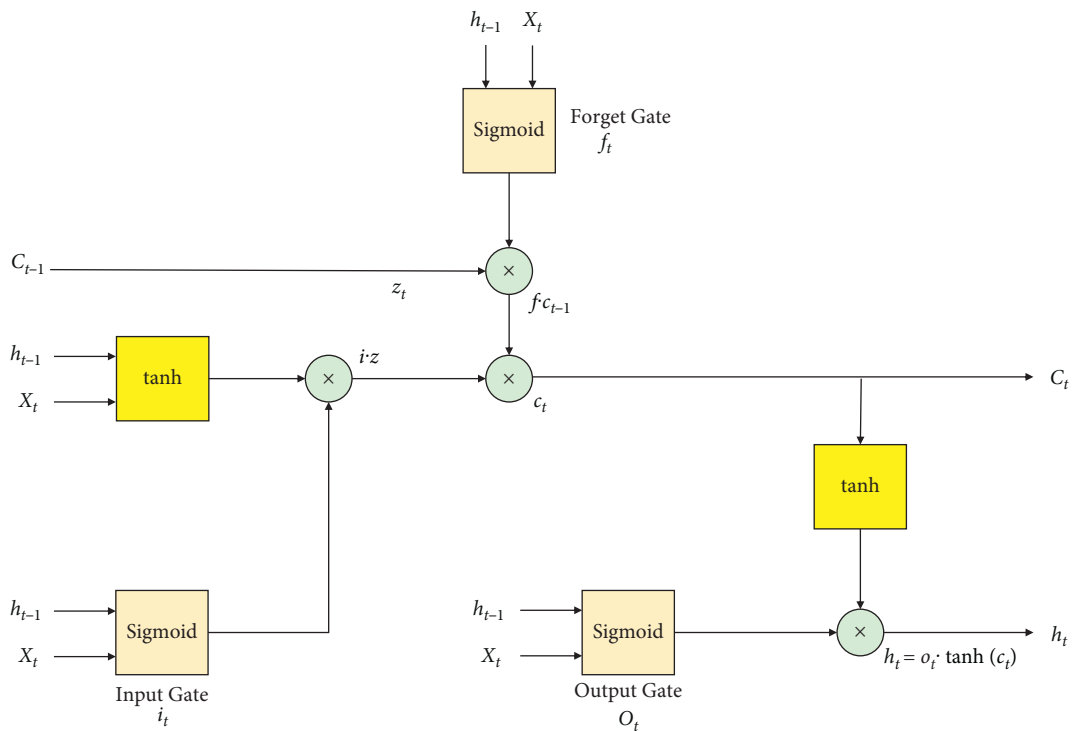 h_{t–1} X_t
Sigmoid
Forget Gate
f_t
C_{t–1}
z_t
×
f·c_{t–1}
h_{t–1}
X_t
tanh
×
i·z
×
c_t
C_t
tanh
h_{t–1}
X_t
Sigmoid
Input Gate
i_t
h_{t–1}
X_t
Sigmoid
Output Gate
O_t
×
h_t = o_t· tanh (c_t)
h_t